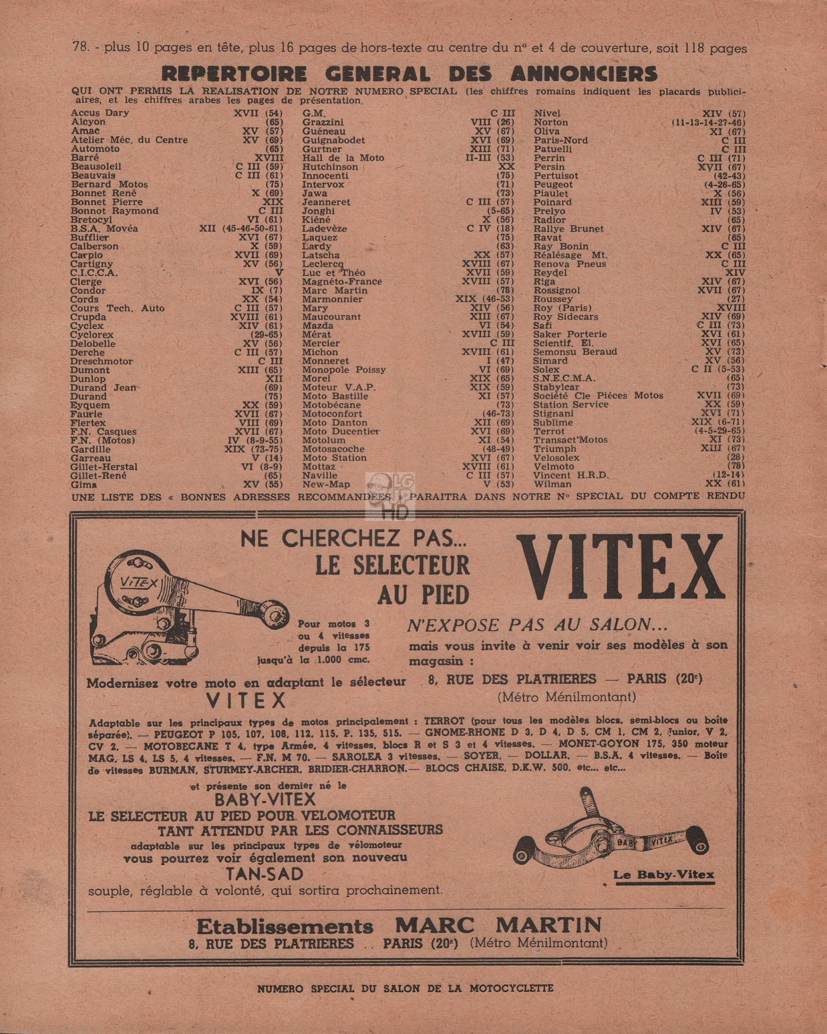 78. - plus 10 pages en tête, plus 16 pages de hors-texte au centre du nº et 4 de couverture, soit 118 pages
REPERTOIRE GENERAL DES ANNONCIERS
QUI ONT PERMIS LA REALISATION DE NOTRE NUMERO SPECIAL (les chiffres romains indiquent les placards publici-
aires, et les chiffres arabes les pages de présentation.
Accus Dary XVII (54)
Alcyon (65)
Amac XV (57)
Atelier Méc. du Centre XV (69)
Automoto (65)
Barré XVIII
Beausoleil C III (59)
Beauvais C III (61)
Bernard Motos (75)
Bonnet René X (69)
Bonnet Pierre XIX
Bonnot Raymond C III
Bretocyl VI (61)
B.S.A. Movéa XII (45-46-50-61)
Bufflier XVI (67)
Calberson X (59)
Carpio XVII (69)
Cartigny XV (56)
C.I.C.C.A. V
Clerge XVI (56)
Condor IX (7)
Cords XX (54)
Cours Tech. Auto C III (57)
Crupda XVIII (61)
Cyclex XIV (61)
Cyclorex (29-65)
Delobelle XV (56)
Derche C III (57)
Dreschmotor C III
Dumont XIII (65)
Dunlop XII
Durand Jean (69)
Durand (75)
Eyquem XX (59)
Faurie XVII (67)
Flertex VIII (69)
F.N. Casques XVII (67)
F.N. (Motos) IV (8-9-55)
Gardille XIX (73-75)
Garreau V (14)
Gillet-Herstal VI (8-9)
Gillet-René (65)
Gima XV (55)
G.M. C III
Grazzini VIII (26)
Guéneau XV (67)
Guignabodet XVI (69)
Gurtner XIII (71)
Hall de la Moto II-III (53)
Hutchinson XX
Innocenti (75)
Intervox (71)
Jawa (73)
Jeanneret C III (57)
Jonghi (5-65)
Kiéné X (56)
Ladevèze C IV (18)
Laquez (75)
Lardy (63)
Latscha XX (57)
Leclercq XVIII (67)
Luc et Théo XVII (59)
Magnéto-France XVIII (57)
Marc Martin (78)
Marmonnier XIX (46-53)
Mary XIV (56)
Maucourant XIII (67)
Mazda VI (54)
Mérat XVIII (59)
Mercier C III
Michon XVIII (61)
Monneret I (47)
Monopole Poissy VI (69)
Morel XIX (65)
Moteur V.A.P. XIX (59)
Moto Bastille XI (57)
Motobécane (73)
Motoconfort (46-73)
Moto Danton XII (69)
Moto Ducentier XVI (69)
Motolum XI (54)
Motosacoche (48-49)
Moto Station XVI (67)
Mottaz XVIII (61)
Naville C III (57)
New-Map V (53)
Nivel XIV (57)
Norton (11-13-14-27-46)
Oliva XI (67)
Paris-Nord C III
Patuelli C III
Perrin C III (71)
Persin XVII (67)
Pertuisot (42-43)
Peugeot (4-26-65)
Piaulet X (56)
Poinard XIII (59)
Prelyo IV (53)
Radior (65)
Rallye Brunet XIV (67)
Ravat (65)
Ray Bonin C III
Réalésage Mt. XX (65)
Renova Pneus C III
Reydel XIV
Riga XIV (67)
Rossignol XVII (67)
Roussey (27)
Roy (Paris) XVIII
Roy Sidecars XIV (69)
Safi C III (73)
Saker Porterie XVI (61)
Scientif. El. XVI (65)
Semonsu Beraud XV (73)
Simard XV (56)
Solex C II (5-53)
S.N.E.C.M.A. (65)
Stabylcar (73)
Société Cle Pièces Motos XVII (69)
Station Service XX (59)
Stignani XVI (71)
Sublime XIX (6-71)
Terrot (4-5-29-65)
Transact'Motos XI (73)
Triumph XIII (67)
Velosolex (28)
Velmoto (78)
Vincent H.R.D. (12-14)
Wilman XX (61)
UNE LISTE DES « BONNES ADRESSES RECOMMANDEES PARAITRA DANS NOTRE Nº SPECIAL DU COMPTE RENDU
LG
HD
NE CHERCHEZ PAS...
LE SELECTEUR
AU PIED
VITEX
VITEX
Pour motos 3
ou 4 vitesses
depuis la 175
jusqu'à la 1.000 cmc.
N'EXPOSE PAS AU SALON...
mais vous invite à venir voir ses modèles à son
magasin :
8, RUE DES PLATRIERES — PARIS (20e)
(Métro Ménilmontant)
Modernisez votre moto en adaptant le sélecteur
VITEX
Adaptable sur les principaux types de motos principalement : TERROT (pour tous les modèles blocs, semi-blocs ou boîte
séparée). — PEUGEOT P 105, 107, 108, 112, 115, P. 135, 515. — GNOME-RHONE D 3, D 4, D 5, CM 1, CM 2, Junior, V 2,
CV 2. — MOTOBECANE T 4, type Armée, 4 vitesses, blocs R et S 3 et 4 vitesses. — MONET-GOYON 175, 350 moteur
MAG, LS 4, LS 5, 4 vitesses. — F.N. M 70. — SAROLEA 3 vitesses. — SOYER. — DOLLAR. — B.S.A. 4 vitesses. — Boîte
de vitesses BURMAN, STURMEY-ARCHER, BRIDIER-CHARRON.— BLOCS CHAISE, D.K.W. 500, etc... etc...
et présente son dernier né le
BABY-VITEX
LE SELECTEUR AU PIED POUR VELOMOTEUR
TANT ATTENDU PAR LES CONNAISSEURS
adaptable sur les principaux types de vélomoteur
vous pourrez voir également son nouveau
TAN-SAD
souple, réglable à volonté, qui sortira prochainement.
BABY VITEX
Le Baby-Vitex
Etablissements MARC MARTIN
8, RUE DES PLATRIERES .. PARIS (20e) (Métro Ménilmontant)
NUMERO SPECIAL DU SALON DE LA MOTOCYCLETTE